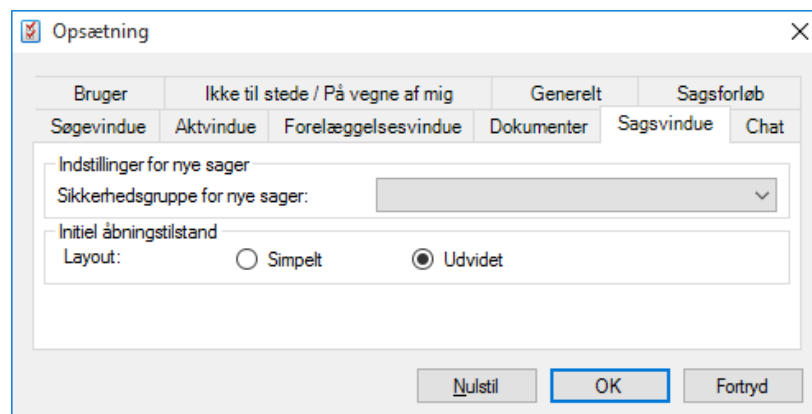 Opsætning
Bruger Ikke til stede / På vegne af mig Generelt Sagsforløb
Søgevindue Aktvindue Forelæggelsesvindue Dokumenter Sagsvindue Chat
Indstillinger for nye sager
Sikkerhedsgruppe for nye sager:
Initiel åbningstilstand
Layout: Simpelt Udvidet
Nulstil OK Fortryd